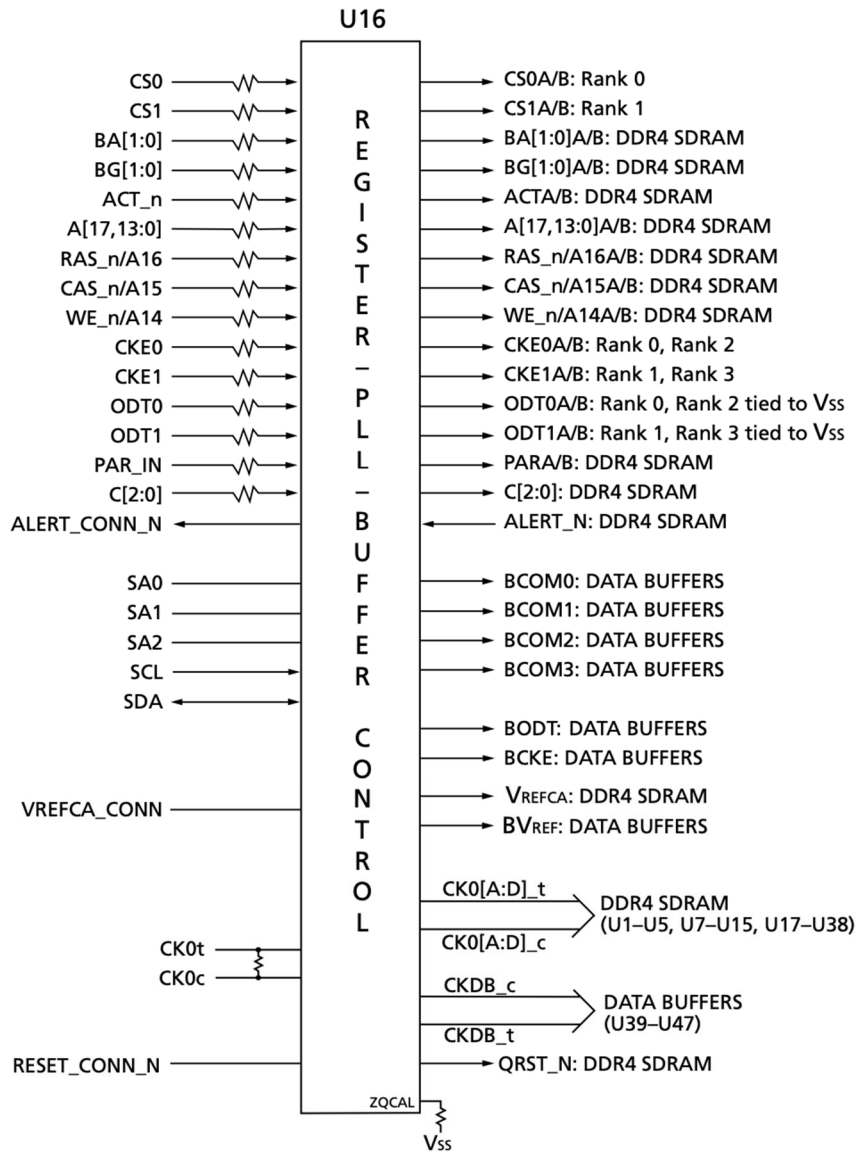 U16
CS0
CS1
BA[1:0]
BG[1:0]
ACT_n
A[17,13:0]
RAS_n/A16
CAS_n/A15
WE_n/A14
CKE0
CKE1
ODT0
ODT1
PAR_IN
C[2:0]
ALERT_CONN_N
SA0
SA1
SA2
SCL
SDA
VREFCA_CONN
CK0t
CK0c
RESET_CONN_N
REGISTER–PLL–BUFFER CONTROL
ZQCAL
CS0A/B: Rank 0
CS1A/B: Rank 1
BA[1:0]A/B: DDR4 SDRAM
BG[1:0]A/B: DDR4 SDRAM
ACTA/B: DDR4 SDRAM
A[17,13:0]A/B: DDR4 SDRAM
RAS_n/A16A/B: DDR4 SDRAM
CAS_n/A15A/B: DDR4 SDRAM
WE_n/A14A/B: DDR4 SDRAM
CKE0A/B: Rank 0, Rank 2
CKE1A/B: Rank 1, Rank 3
ODT0A/B: Rank 0, Rank 2 tied to VSS
ODT1A/B: Rank 1, Rank 3 tied to VSS
PARA/B: DDR4 SDRAM
C[2:0]: DDR4 SDRAM
ALERT_N: DDR4 SDRAM
BCOM0: DATA BUFFERS
BCOM1: DATA BUFFERS
BCOM2: DATA BUFFERS
BCOM3: DATA BUFFERS
BODT: DATA BUFFERS
BCKE: DATA BUFFERS
VREFCA: DDR4 SDRAM
BVREF: DATA BUFFERS
CK0[A:D]_t
CK0[A:D]_c
DDR4 SDRAM
(U1–U5, U7–U15, U17–U38)
CKDB_c
CKDB_t
DATA BUFFERS
(U39–U47)
QRST_N: DDR4 SDRAM
VSS